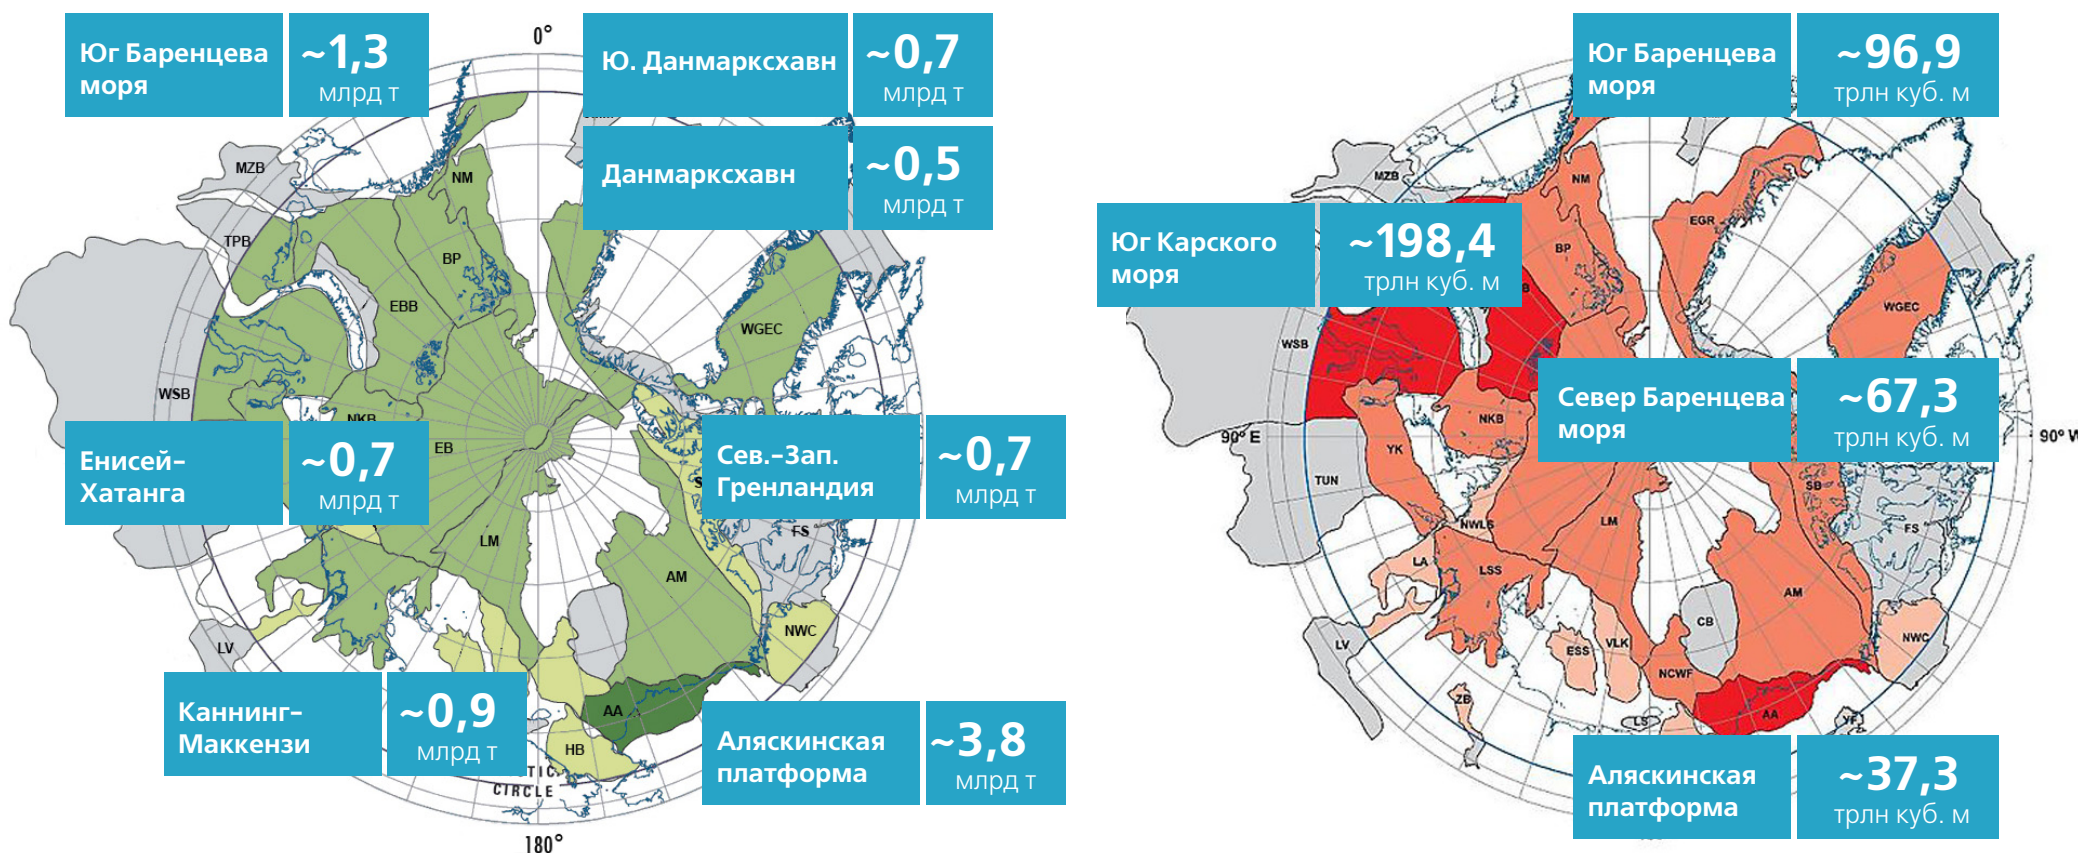 Юг Баренцева
моря
~1,3
млрд т
0°
Ю. Данмарксхавн
~0,7
млрд т
Данмарксхавн
~0,5
млрд т
MZB
NM
TPB
BP
EBB
WGEC
WSB
NKB
EB
Енисей-
Хатанга
~0,7
млрд т
Сев.-Зап.
Гренландия
~0,7
млрд т
FS
LM
AM
NWC
LV
AA
HB
Каннинг-
Маккензи
~0,9
млрд т
Аляскинская
платформа
~3,8
млрд т
CIRCLE
180°
Юг Баренцева
моря
~96,9
трлн куб. м
MZB
NM
EGR
Юг Карского
моря
~198,4
трлн куб. м
BP
WGEC
WSB
Север Баренцева
моря
~67,3
трлн куб. м
90° E
NKB
YK
TUN
SB
NWLS
LM
FS
LA
LSS
AM
CB
LV
ESS
VLK
NWC
NCWF
ZB
LS
AA
YF
Аляскинская
платформа
~37,3
трлн куб. м